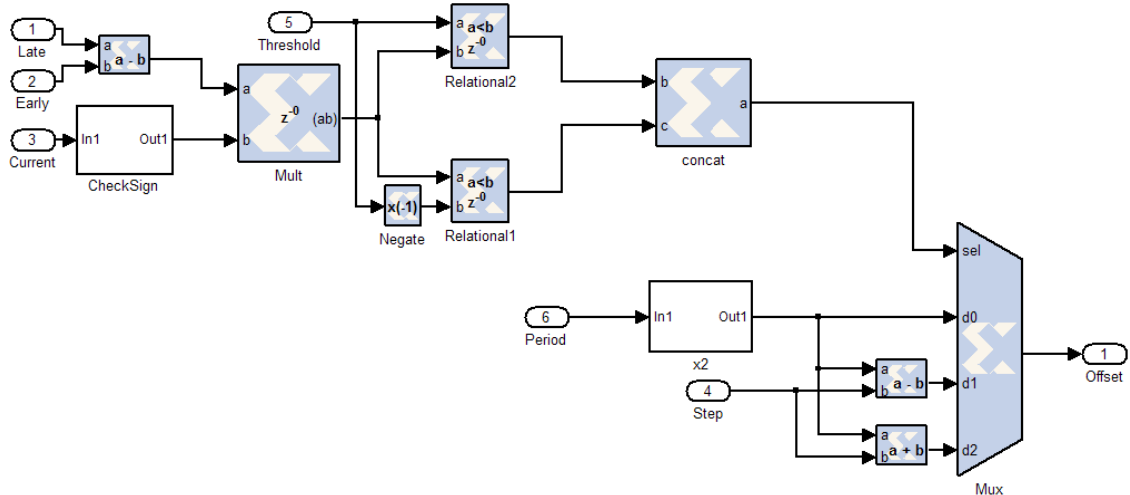 1
Late
2
Early
3
Current
a
b
a - b
In1
Out1
CheckSign
a
b
z⁻⁰
(ab)
Mult
5
Threshold
a
b
a<b
z⁻⁰
Relational2
x(-1)
Negate
a
b
a<b
z⁻⁰
Relational1
b
c
a
concat
6
Period
In1
Out1
x2
4
Step
a
b
a - b
a
b
a + b
sel
d0
d1
d2
Mux
1
Offset